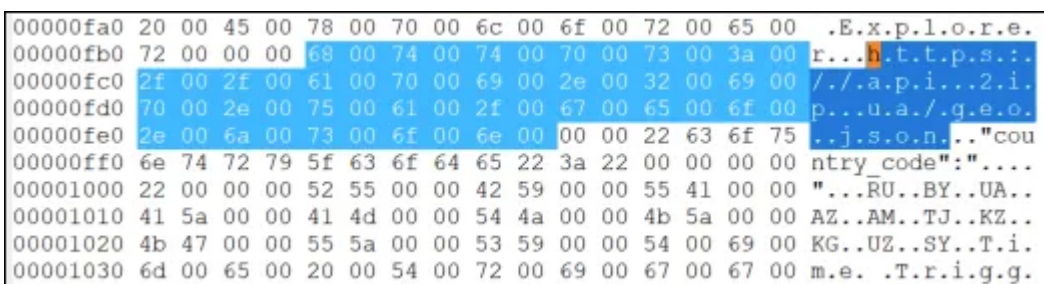 00000fa0 20 00 45 00 78 00 70 00 6c 00 6f 00 72 00 65 00 .E.x.p.l.o.r.e.
00000fb0 72 00 00 00 68 00 74 00 74 00 70 00 73 00 3a 00 r...h.t.t.p.s.:.
00000fc0 2f 00 2f 00 61 00 70 00 69 00 2e 00 32 00 69 00 /./.a.p.i...2.i.
00000fd0 70 00 2e 00 75 00 61 00 2f 00 67 00 65 00 6f 00 p...u.a./.g.e.o.
00000fe0 2e 00 6a 00 73 00 6f 00 6e 00 00 00 22 63 6f 75 ..j.s.o.n..."cou
00000ff0 6e 74 72 79 5f 63 6f 64 65 22 3a 22 00 00 00 00 ntry_code":"....
00001000 22 00 00 00 52 55 00 00 42 59 00 00 55 41 00 00 "...RU..BY..UA..
00001010 41 5a 00 00 41 4d 00 00 54 4a 00 00 4b 5a 00 00 AZ..AM..TJ..KZ..
00001020 4b 47 00 00 55 5a 00 00 53 59 00 00 54 00 69 00 KG..UZ..SY..T.i.
00001030 6d 00 65 00 20 00 54 00 72 00 69 00 67 00 67 00 m.e. .T.r.i.g.g.